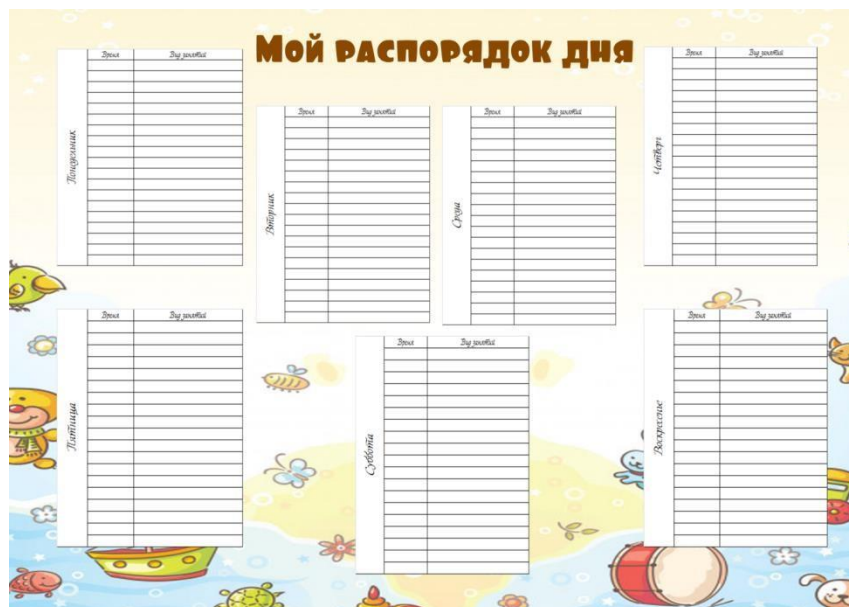 Мой распорядок дня
Понедельник
Время Вид занятий
Вторник
Время Вид занятий
Среда
Время Вид занятий
Четверг
Время Вид занятий
Пятница
Время Вид занятий
Суббота
Время Вид занятий
Воскресенье
Время Вид занятий